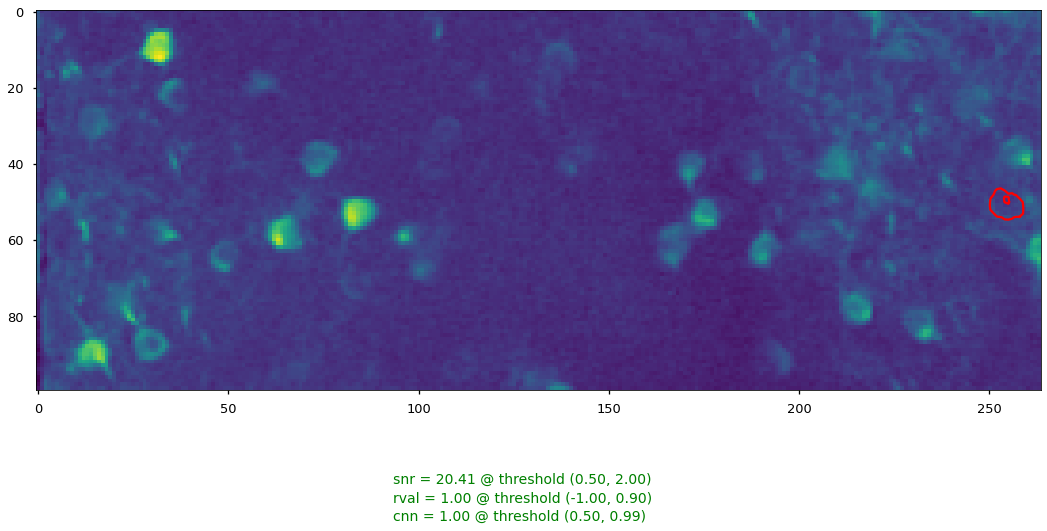 0
20
40
60
80
0 50 100 150 200 250
snr = 20.41 @ threshold (0.50, 2.00)
rval = 1.00 @ threshold (-1.00, 0.90)
cnn = 1.00 @ threshold (0.50, 0.99)